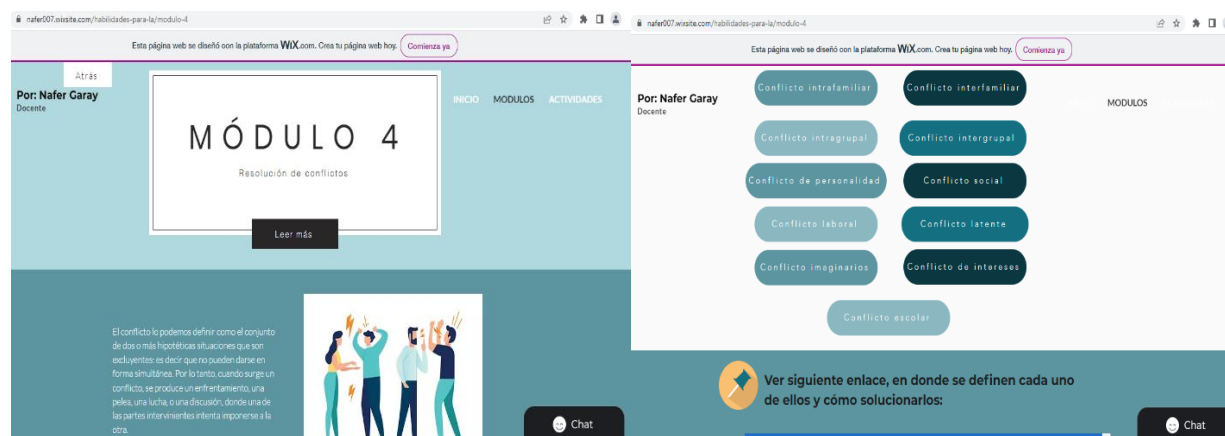 nafer007.wixsite.com/habilidades-para-la/modulo-4
Esta página web se diseñó con la plataforma WiX.com. Crea tu página web hoy. Comienza ya
Atrás
Por: Nafer Garay
Docente
INICIO MODULOS ACTIVIDADES
MÓDULO 4
Resolución de conflictos
Leer más
El conflicto lo podemos definir como el conjunto
de dos o más hipotéticas situaciones que son
excluyentes: es decir que no pueden darse en
forma simultánea. Por lo tanto, cuando surge un
conflicto, se produce un enfrentamiento, una
pelea, una lucha, o una discusión, donde una de
las partes intervinientes intenta imponerse a la
otra.
Chat
nafer007.wixsite.com/habilidades-para-la/modulo-4
Esta página web se diseñó con la plataforma WiX.com. Crea tu página web hoy. Comienza ya
Por: Nafer Garay
Docente
MODULOS
Conflicto intrafamiliar Conflicto interfamiliar
Conflicto intragrupal Conflicto intergrupal
Conflicto de personalidad Conflicto social
Conflicto laboral Conflicto latente
Conflicto imaginarios Conflicto de intereses
Conflicto escolar
Ver siguiente enlace, en donde se definen cada uno
de ellos y cómo solucionarlos:
Chat